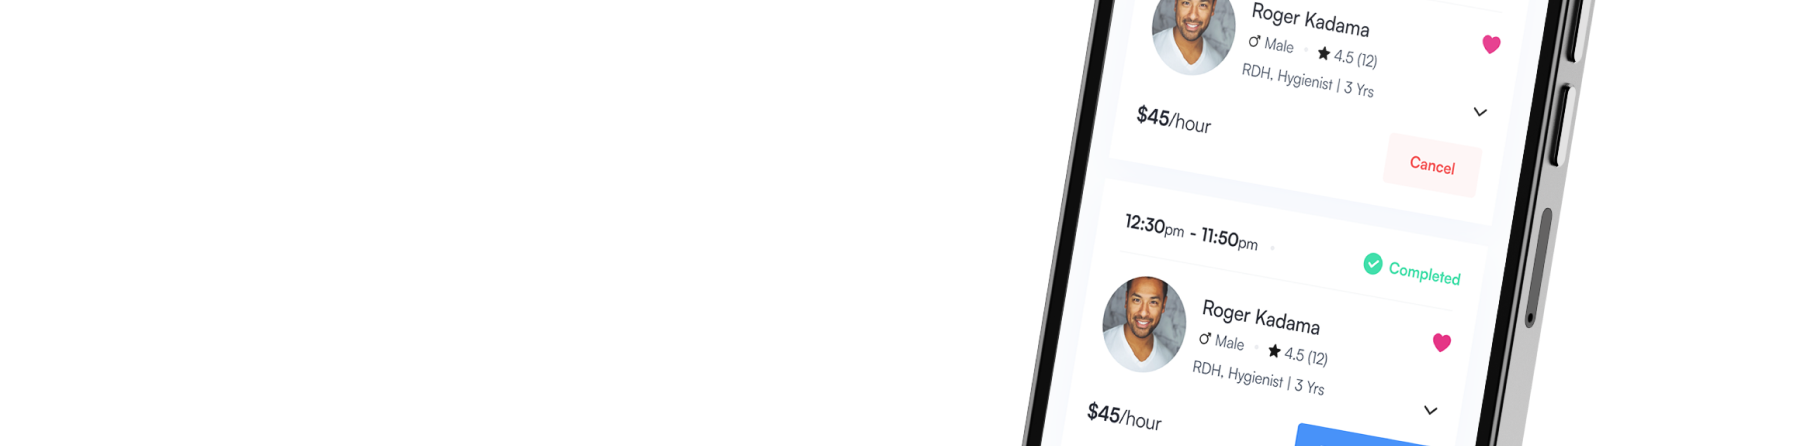 Roger Kadama
Male 4.5 (12)
RDH, Hygienist | 3 Yrs
$45/hour
Cancel
12:30pm - 11:50pm
Completed
Roger Kadama
Male 4.5 (12)
RDH, Hygienist | 3 Yrs
$45/hour